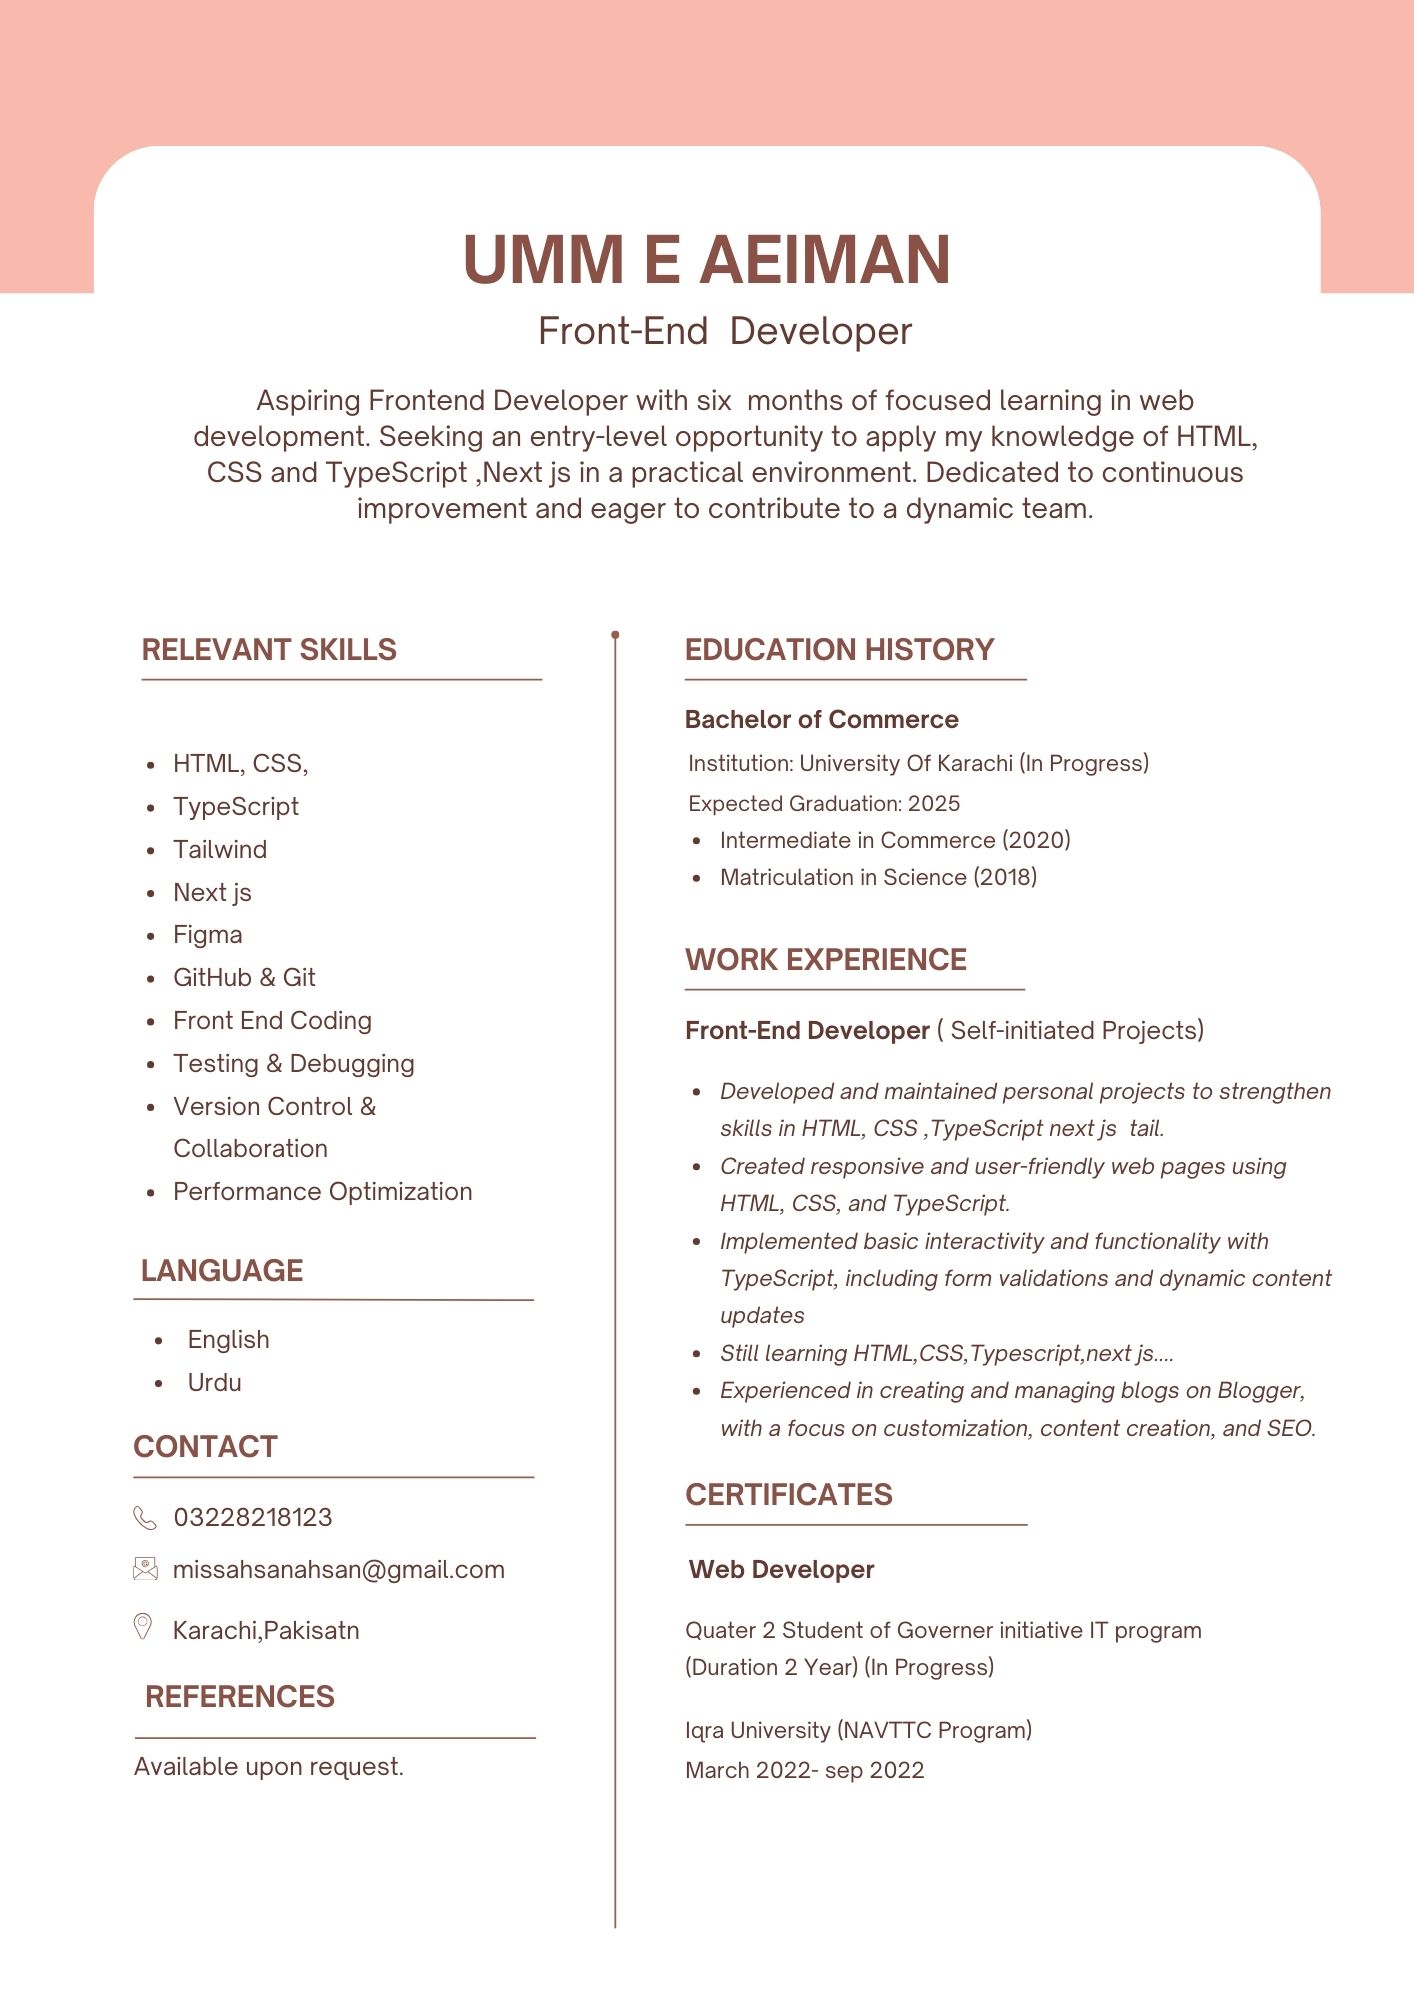 UMM E AEIMAN
Front-End Developer
Aspiring Frontend Developer with six months of focused learning in web
development. Seeking an entry-level opportunity to apply my knowledge of HTML,
CSS and TypeScript ,Next js in a practical environment. Dedicated to continuous
improvement and eager to contribute to a dynamic team.
RELEVANT SKILLS
• HTML, CSS,
• TypeScript
• Tailwind
• Next js
• Figma
• GitHub & Git
• Front End Coding
• Testing & Debugging
• Version Control &
Collaboration
• Performance Optimization
LANGUAGE
• English
• Urdu
CONTACT
03228218123
missahsanahsan@gmail.com
Karachi,Pakisatn
REFERENCES
Available upon request.
EDUCATION HISTORY
Bachelor of Commerce
Institution: University Of Karachi (In Progress)
Expected Graduation: 2025
• Intermediate in Commerce (2020)
• Matriculation in Science (2018)
WORK EXPERIENCE
Front-End Developer ( Self-initiated Projects)
• Developed and maintained personal projects to strengthen
skills in HTML, CSS ,TypeScript next js tail.
• Created responsive and user-friendly web pages using
HTML, CSS, and TypeScript.
• Implemented basic interactivity and functionality with
TypeScript, including form validations and dynamic content
updates
• Still learning HTML,CSS,Typescript,next js....
• Experienced in creating and managing blogs on Blogger,
with a focus on customization, content creation, and SEO.
CERTIFICATES
Web Developer
Quater 2 Student of Governer initiative IT program
(Duration 2 Year) (In Progress)
Iqra University (NAVTTC Program)
March 2022- sep 2022